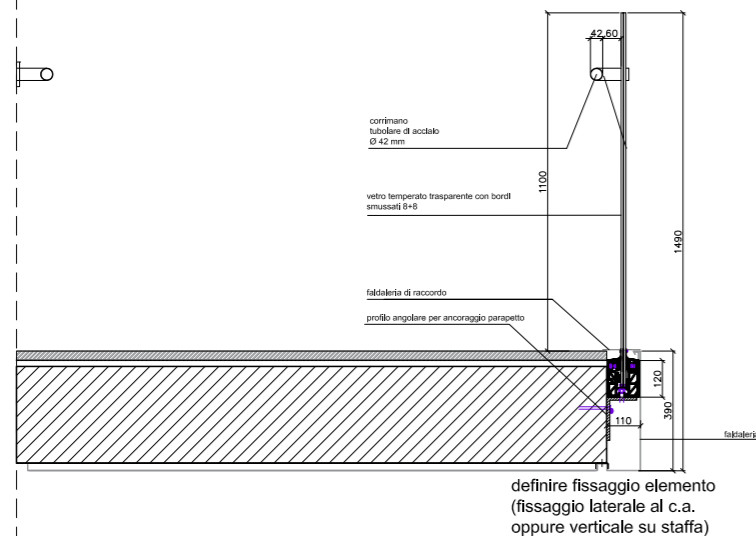 42,60
corrimano
tubolare di acciaio
Ø 42 mm
1100
vetro temperato trasparente con bordi
smussati 8+8
1490
faldaleria di raccordo
profilo angolare per ancoraggio parapetto
120
390
110
faldaleria
definire fissaggio elemento
(fissaggio laterale al c.a.
oppure verticale su staffa)